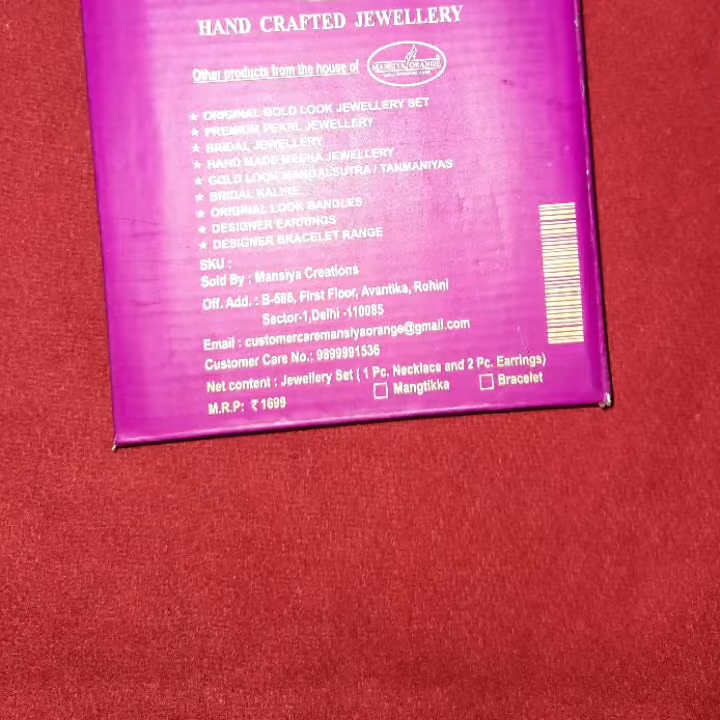 HAND CRAFTED JEWELLERY
Other products from the house of MANSIYA ORANGE
★ ORIGINAL GOLD LOOK JEWELLERY SET
★ PREMIUM PEARL JEWELLERY
★ BRIDAL JEWELLERY
★ HAND MADE MEENA JEWELLERY
★ GOLD LOOK MANGALSUTRA / TANMANIYAS
★ BRIDAL KALIRE
★ ORIGINAL LOOK BANGLES
★ DESIGNER EARRINGS
★ DESIGNER BRACELET RANGE
SKU :
Sold By : Mansiya Creations
Off. Add. : B-586, First Floor, Avantika, Rohini
Sector-1,Delhi -110085
Email : customercaremansiyaorange@gmail.com
Customer Care No.: 9899991536
Net content : Jewellery Set ( 1 Pc. Necklace and 2 Pc. Earrings)
☐ Mangtikka ☐ Bracelet
M.R.P: ₹ 1699